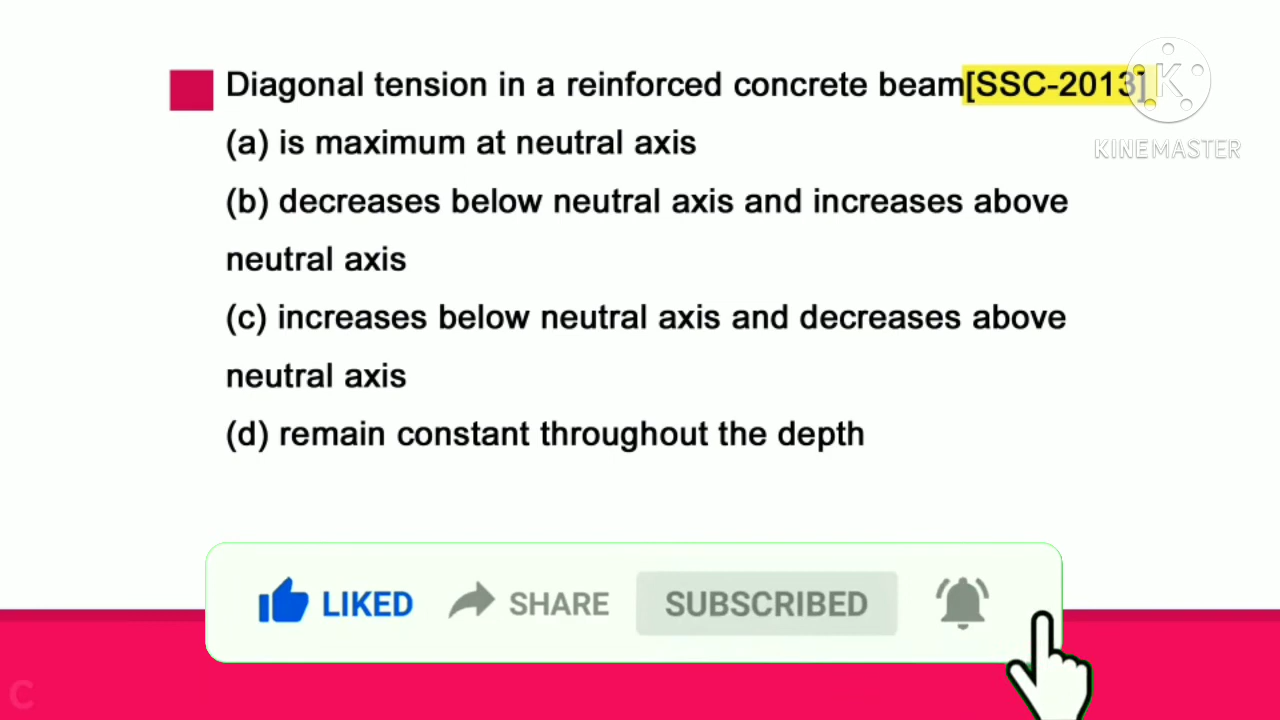 Diagonal tension in a reinforced concrete beam[SSC-2013]
(a) is maximum at neutral axis
(b) decreases below neutral axis and increases above
neutral axis
(c) increases below neutral axis and decreases above
neutral axis
(d) remain constant throughout the depth
K
KINEMASTER
LIKED SHARE SUBSCRIBED
C